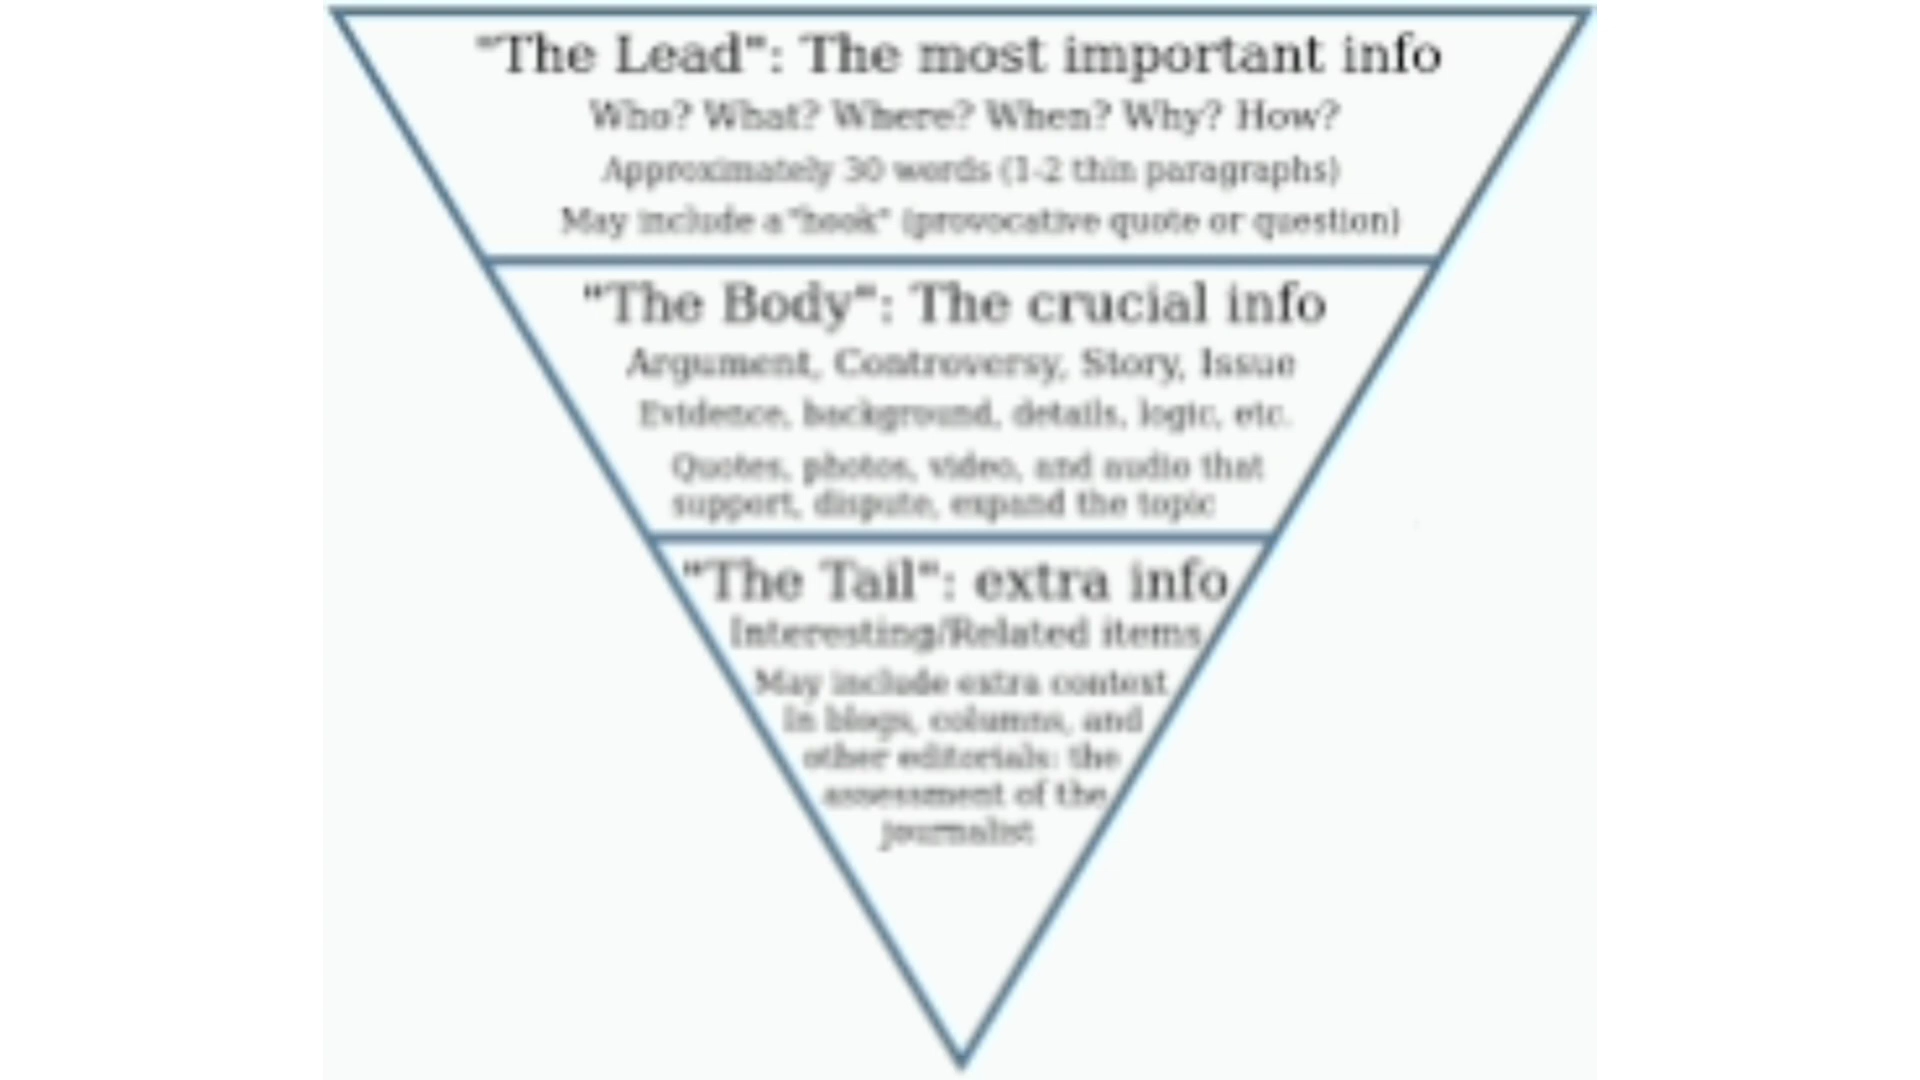 "The Lead": The most important info
Who? What? Where? When? Why? How?
Approximately 30 words (1-2 thin paragraphs)
May include a "hook" (provocative quote or question)
"The Body": The crucial info
Argument, Controversy, Story, Issue
Evidence, background, details, logic, etc.
Quotes, photos, video, and audio that
support, dispute, expand the topic
"The Tail": extra info
Interesting/Related items
May include extra context
In blogs, columns, and
other editorials: the
assessment of the
journalist